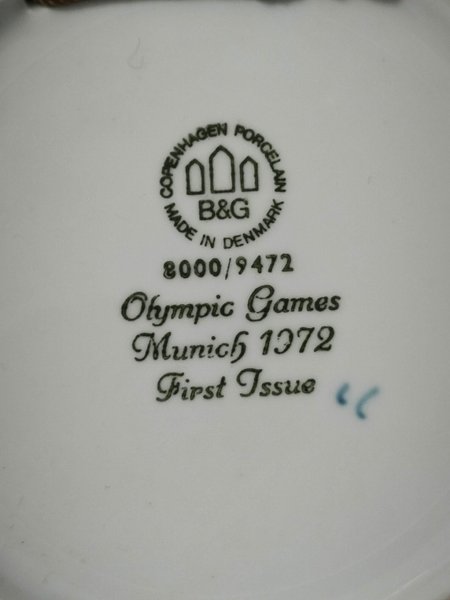 COPENHAGEN PORCELAIN
B&G
MADE IN DENMARK
8000/9472
Olympic Games
Munich 1972
First Issue